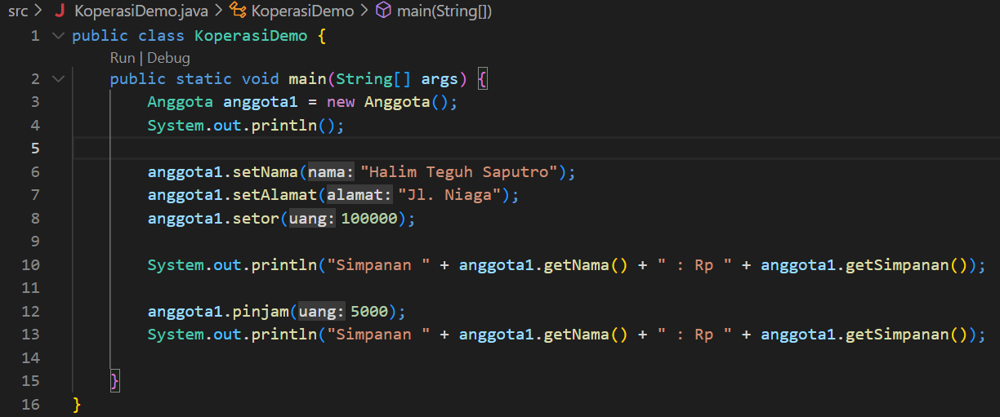 src > J KoperasiDemo.java > KoperasiDemo > main(String[])
1 public class KoperasiDemo {
Run | Debug
2 public static void main(String[] args) {
3 Anggota anggota1 = new Anggota();
4 System.out.println();
5
6 anggota1.setNama(nama: "Halim Teguh Saputro");
7 anggota1.setAlamat(alamat: "Jl. Niaga");
8 anggota1.setor(uang: 100000);
9
10 System.out.println("Simpanan " + anggota1.getNama() + " : Rp " + anggota1.getSimpanan());
11
12 anggota1.pinjam(uang: 5000);
13 System.out.println("Simpanan " + anggota1.getNama() + " : Rp " + anggota1.getSimpanan());
14
15 }
16 }